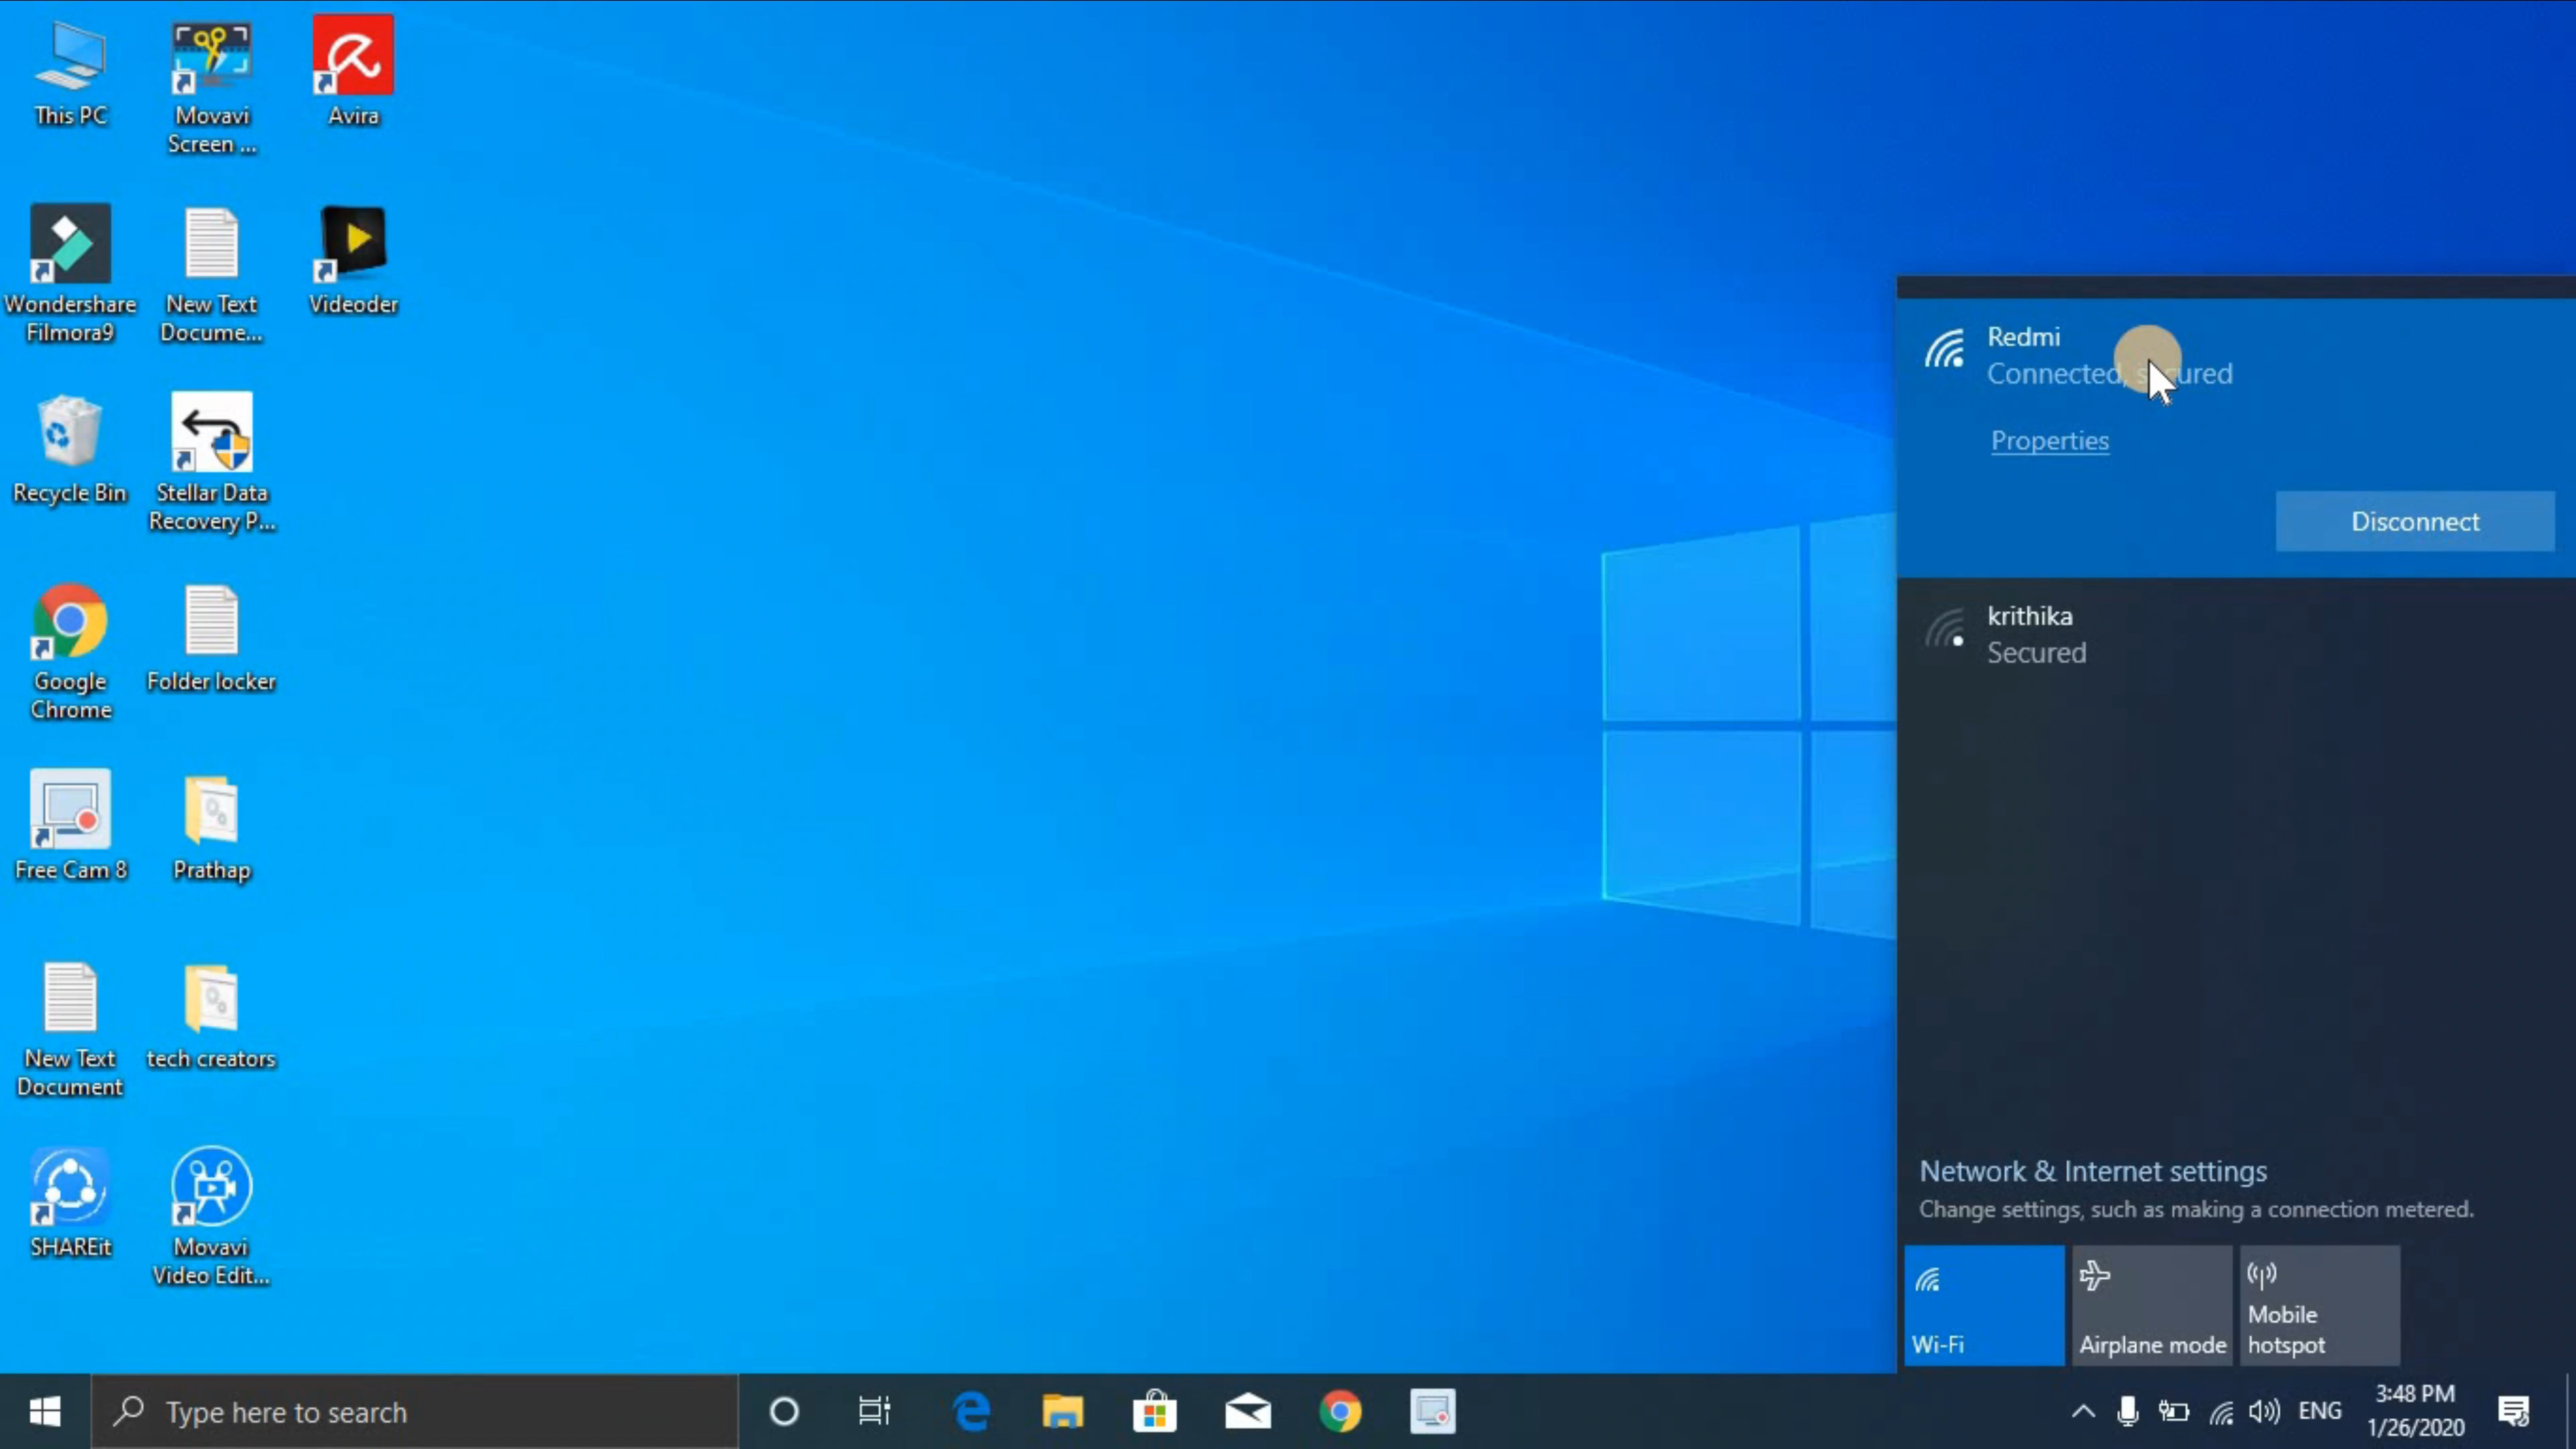 This PC
Movavi
Screen ...
Avira
Wondershare
Filmora9
New Text
Docume...
Videoder
Recycle Bin
Stellar Data
Recovery P...
Google
Chrome
Folder locker
Free Cam 8
Prathap
New Text
Document
tech creators
SHAREit
Movavi
Video Edit...
Redmi
Connected, secured
Properties
Disconnect
krithika
Secured
Network & Internet settings
Change settings, such as making a connection metered.
Wi-Fi
Airplane mode
Mobile
hotspot
Type here to search
ENG
3:48 PM
1/26/2020